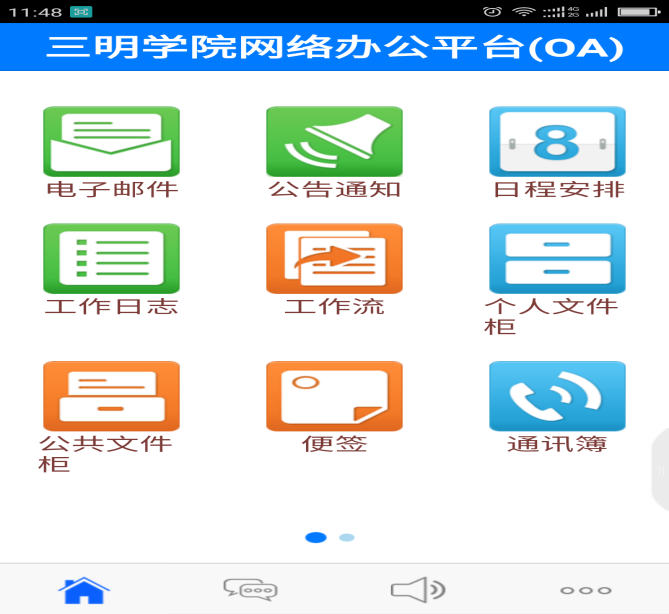 11:48
4G
2G
三明学院网络办公平台(OA)
8
电子邮件
公告通知
日程安排
工作日志
工作流
个人文件
柜
公共文件
柜
便签
通讯簿